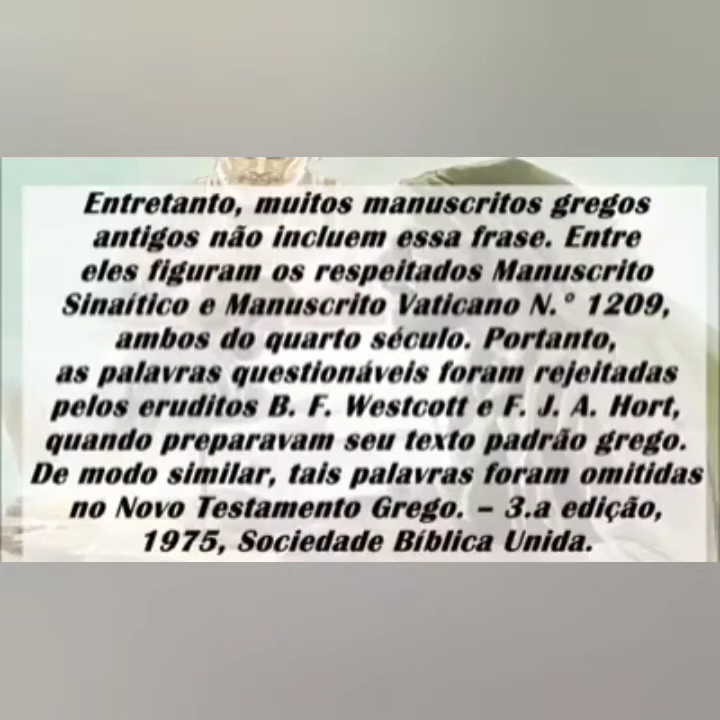 Entretanto, muitos manuscritos gregos
antigos não incluem essa frase. Entre
eles figuram os respeitados Manuscrito
Sinaítico e Manuscrito Vaticano N.° 1209,
ambos do quarto século. Portanto,
as palavras questionáveis foram rejeitadas
pelos eruditos B. F. Westcott e F. J. A. Hort,
quando preparavam seu texto padrão grego.
De modo similar, tais palavras foram omitidas
no Novo Testamento Grego. – 3.a edição,
1975, Sociedade Bíblica Unida.